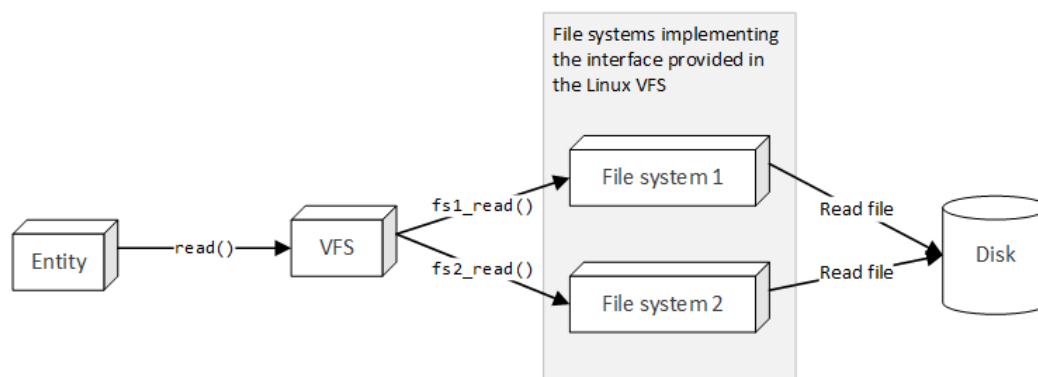 File systems implementing
the interface provided in
the Linux VFS
File system 1
fs1_read()
Read file
Entity
read()
VFS
Disk
fs2_read()
Read file
File system 2